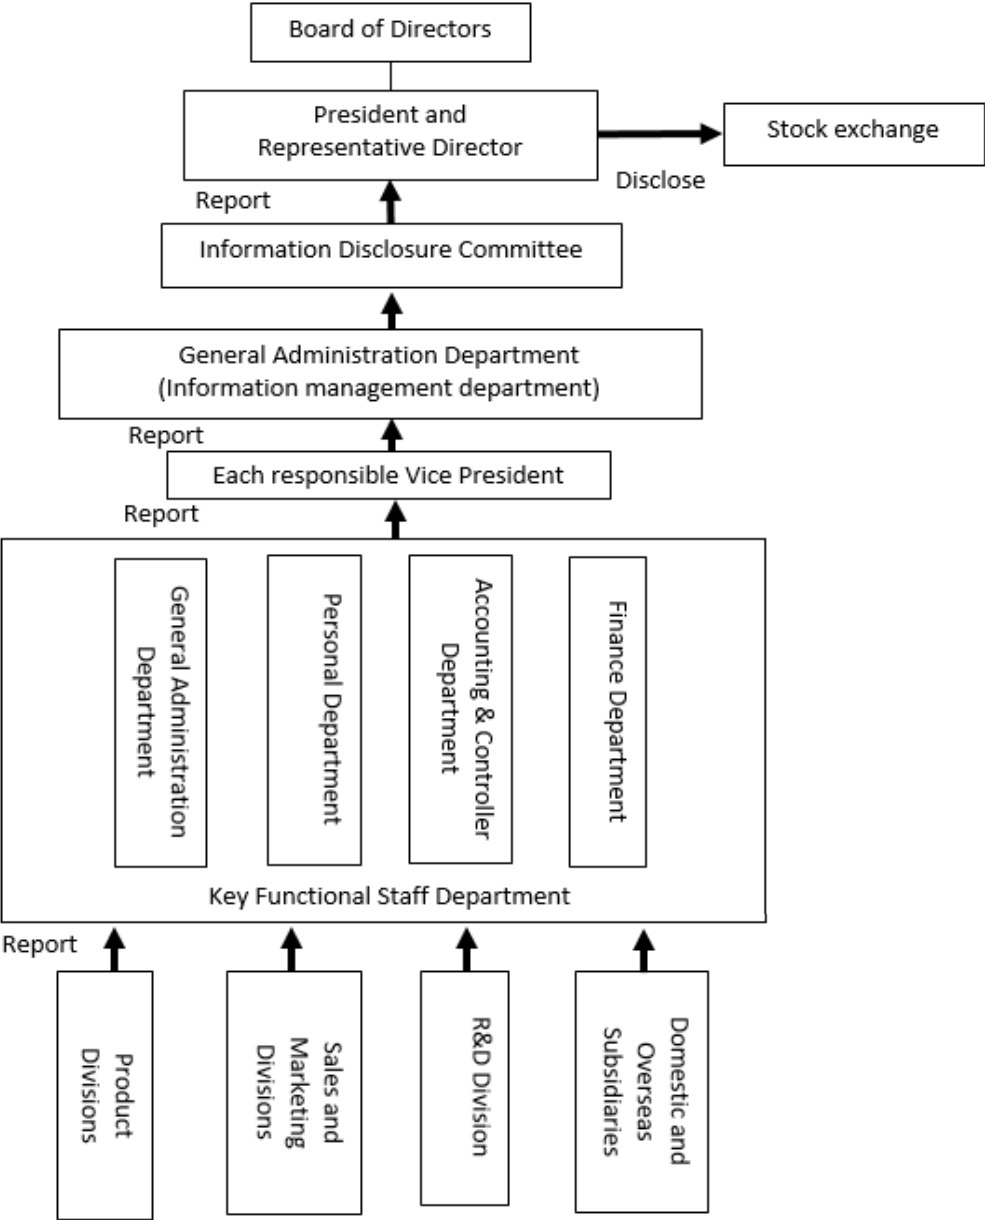 Board of Directors
President and
Representative Director
Stock exchange
Disclose
Report
Information Disclosure Committee
General Administration Department
(Information management department)
Report
Each responsible Vice President
Report
General Administration
Department
Personal Department
Accounting & Controller
Department
Finance Department
Key Functional Staff Department
Report
Product
Divisions
Sales and
Marketing
Divisions
R&D Division
Domestic and
Overseas
Subsidiaries